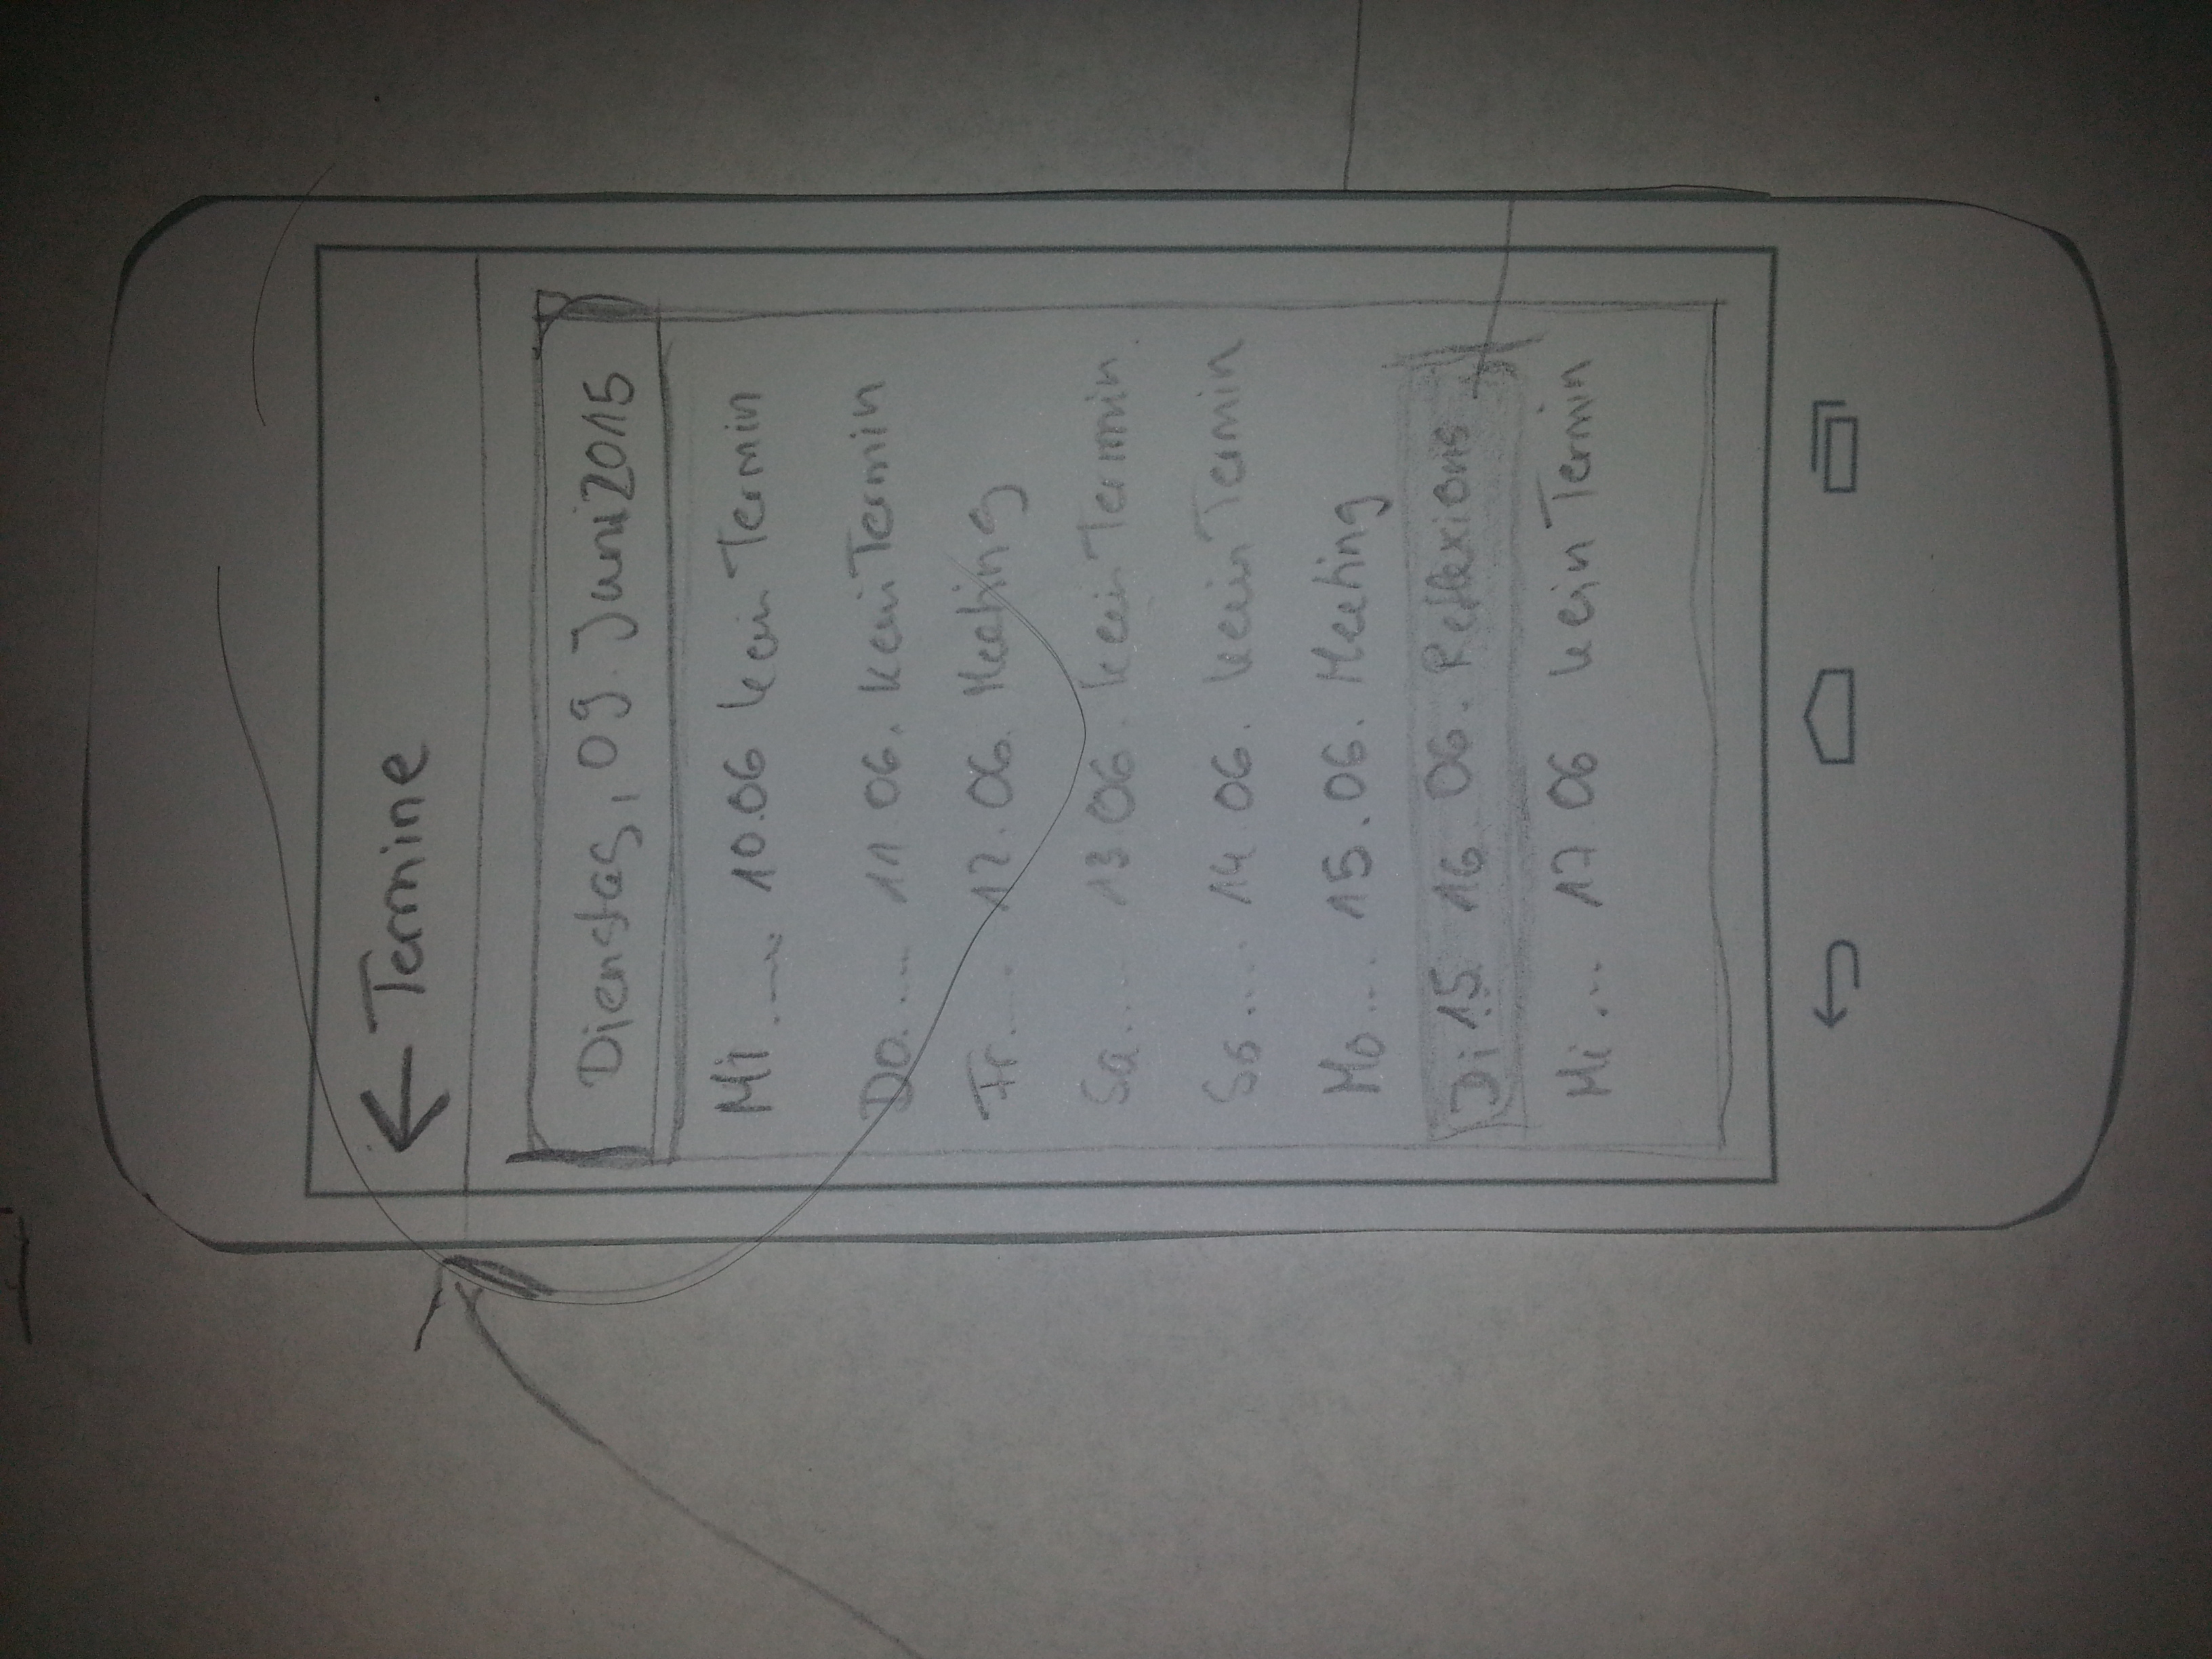 ← Termine
Dienstag, 09. Juni 2015
Mi ..... 10.06 kein Termin
Do .... 11.06. kein Termin
Fr .... 12.06. Meeting
Sa .... 13.06. kein Termin
So .... 14.06. kein Termin
Mo .... 15.06. Meeting
Di 15 16 06. Reflexions
Mi ... 17 06 kein Termin